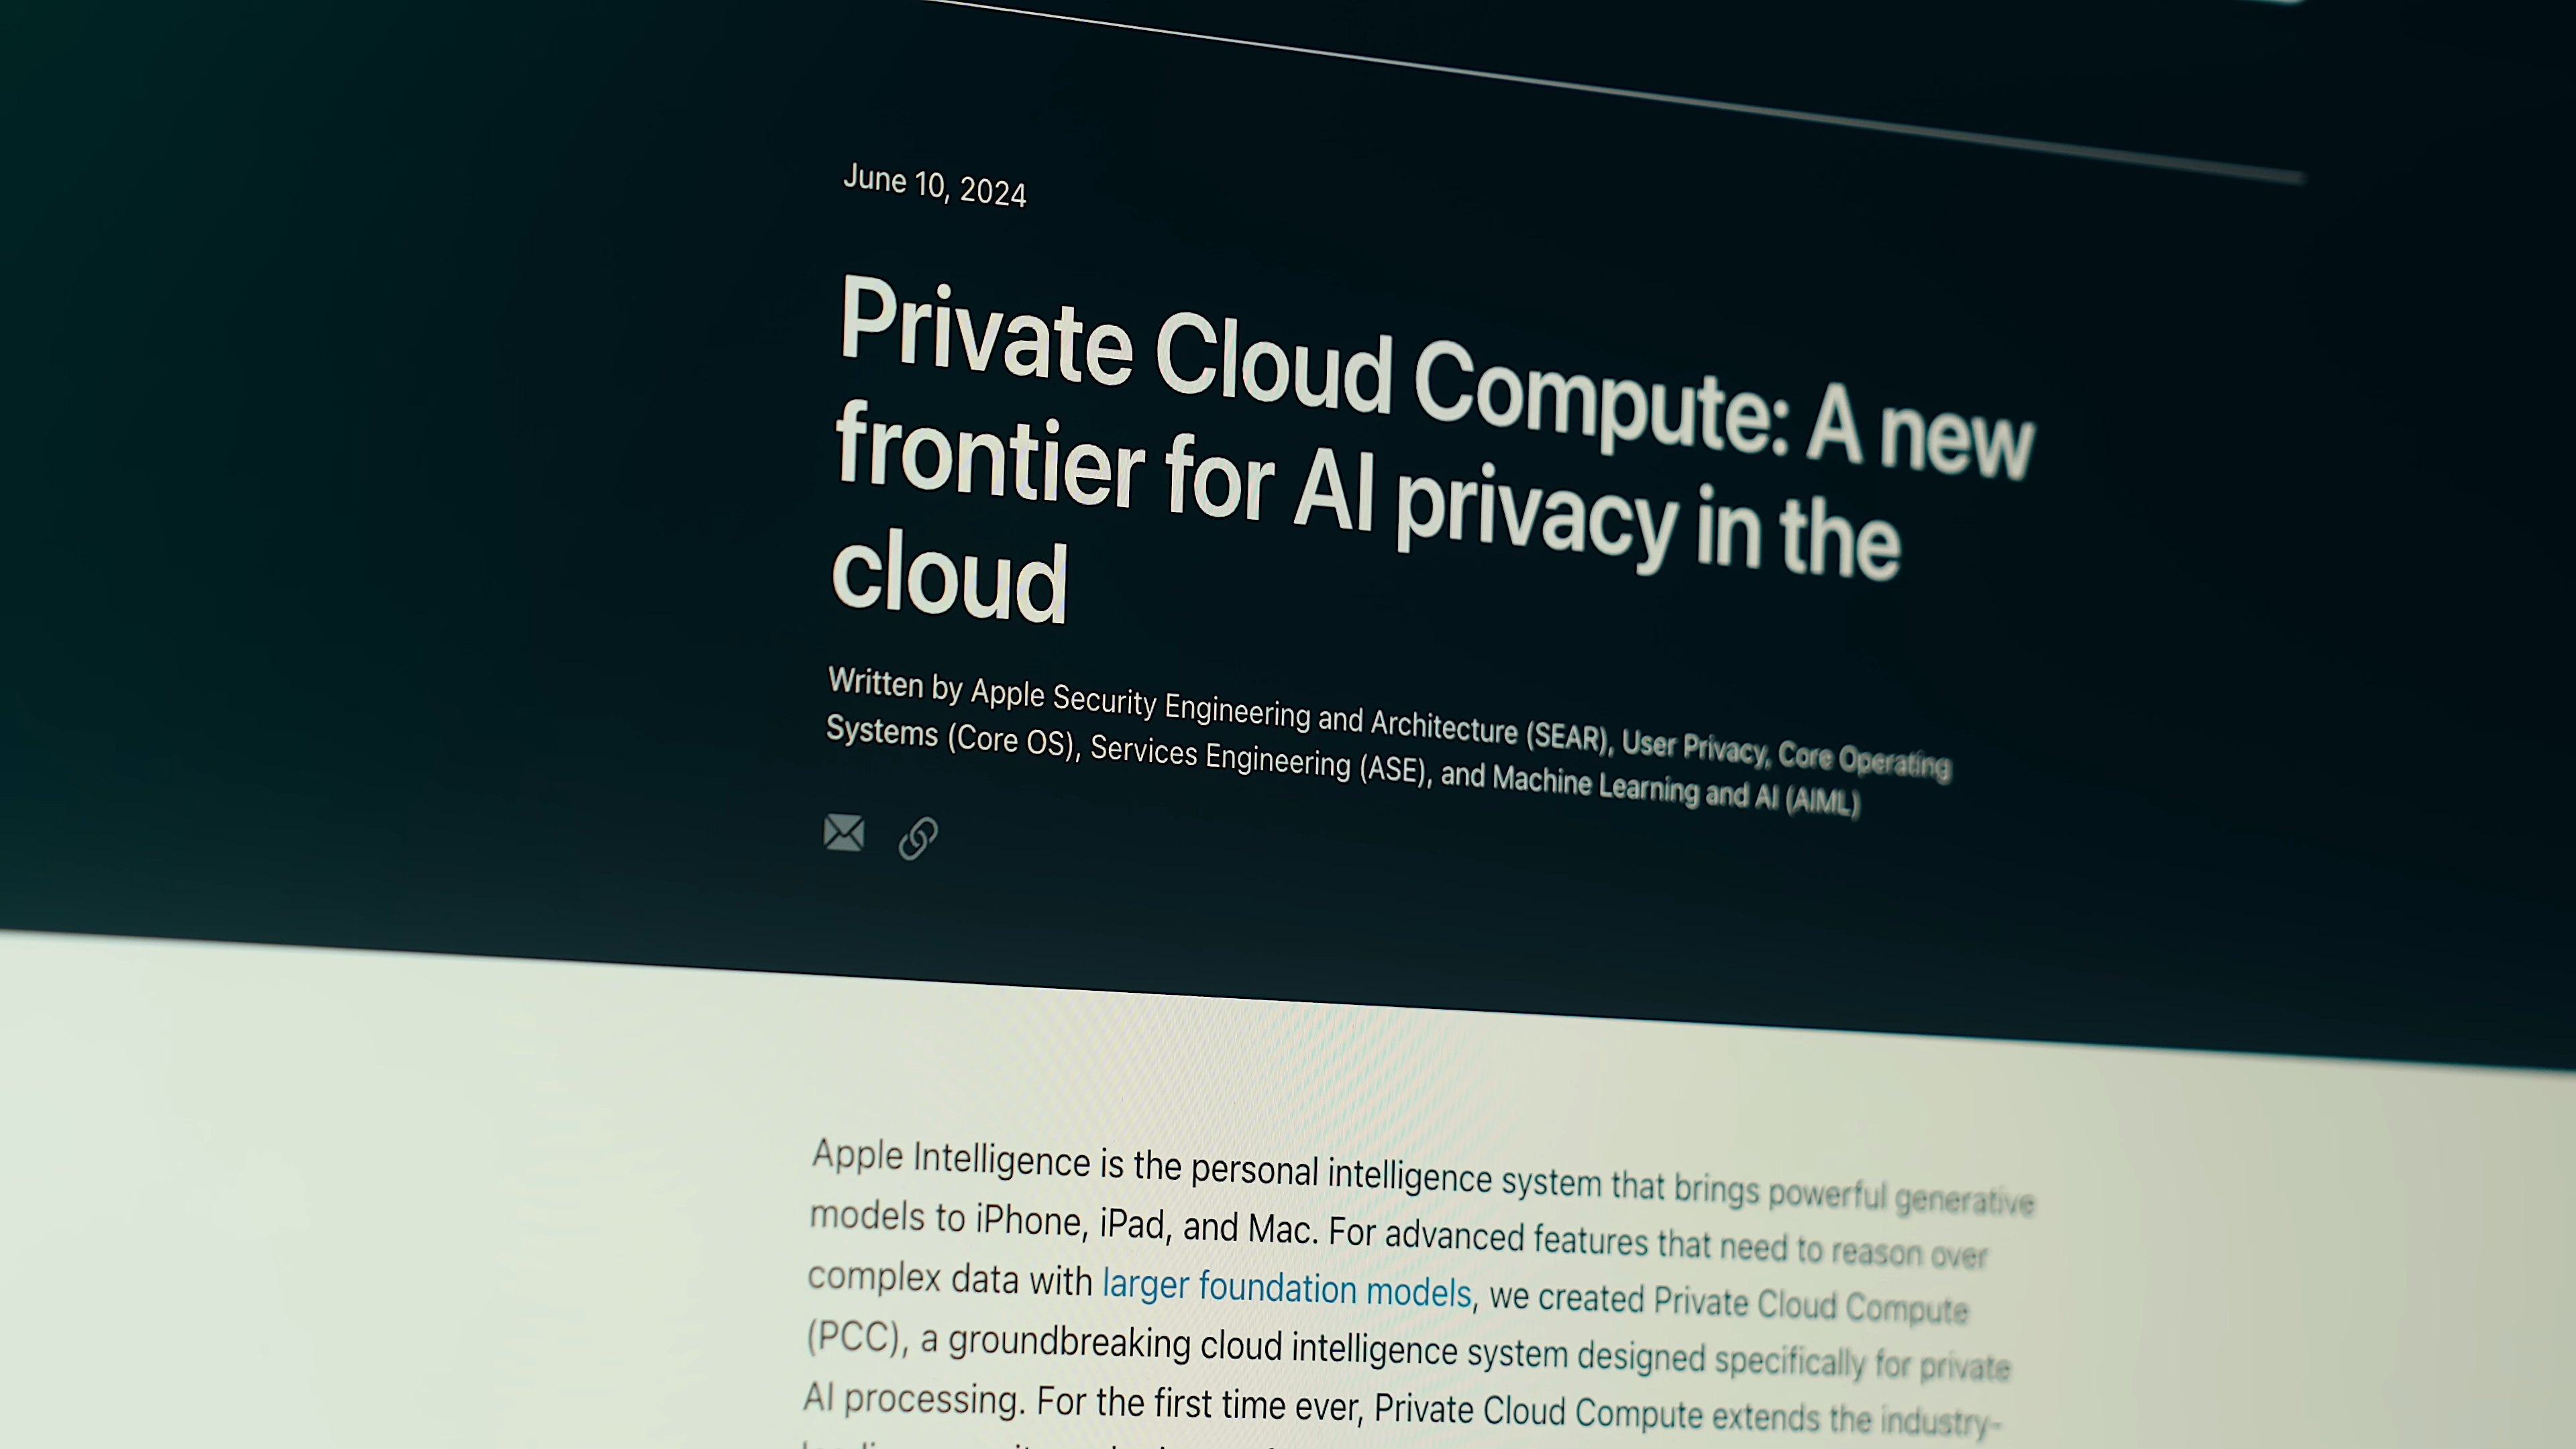 June 10, 2024
Private Cloud Compute: A new
frontier for AI privacy in the
cloud
Written by Apple Security Engineering and Architecture (SEAR), User Privacy, Core Operating
Systems (Core OS), Services Engineering (ASE), and Machine Learning and AI (AIML)
Apple Intelligence is the personal intelligence system that brings powerful generative
models to iPhone, iPad, and Mac. For advanced features that need to reason over
complex data with larger foundation models, we created Private Cloud Compute
(PCC), a groundbreaking cloud intelligence system designed specifically for private
AI processing. For the first time ever, Private Cloud Compute extends the industry-